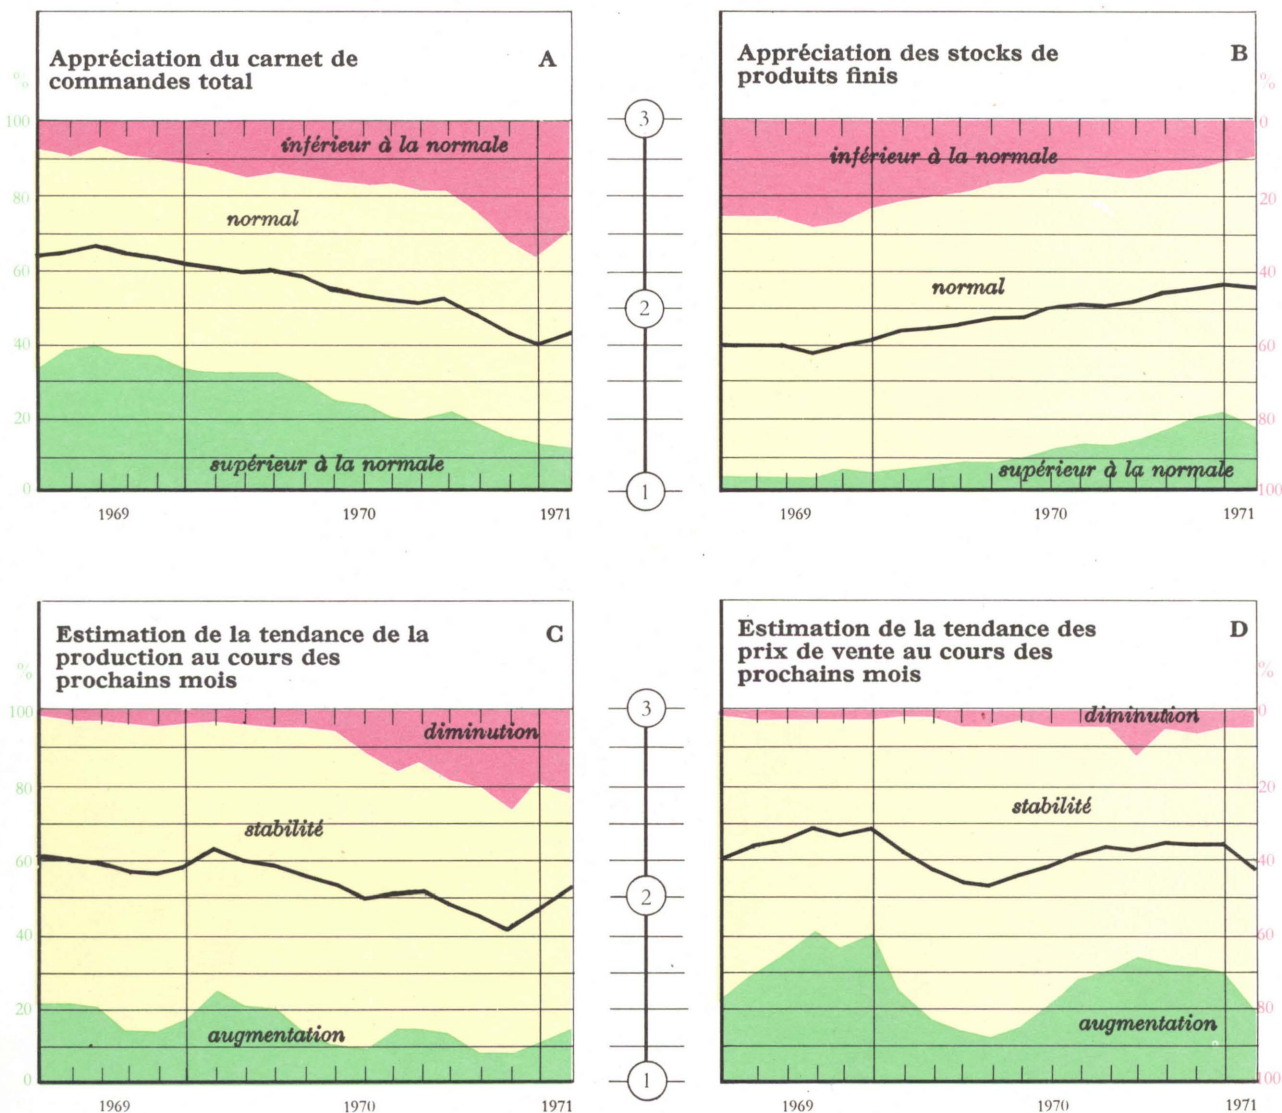 Appréciation du carnet de
commandes total
A
%
100
80
60
40
20
0
inférieur à la normale
normal
supérieur à la normale
1969
1970
1971
3
2
1
Appréciation des stocks de
produits finis
B
%
0
20
40
60
80
100
inférieur à la normale
normal
supérieur à la normale
1969
1970
1971
Estimation de la tendance de la
production au cours des
prochains mois
C
%
100
80
60
40
20
0
diminution
stabilité
augmentation
1969
1970
1971
3
2
1
Estimation de la tendance des
prix de vente au cours des
prochains mois
D
%
0
20
40
60
80
100
diminution
stabilité
augmentation
1969
1970
1971